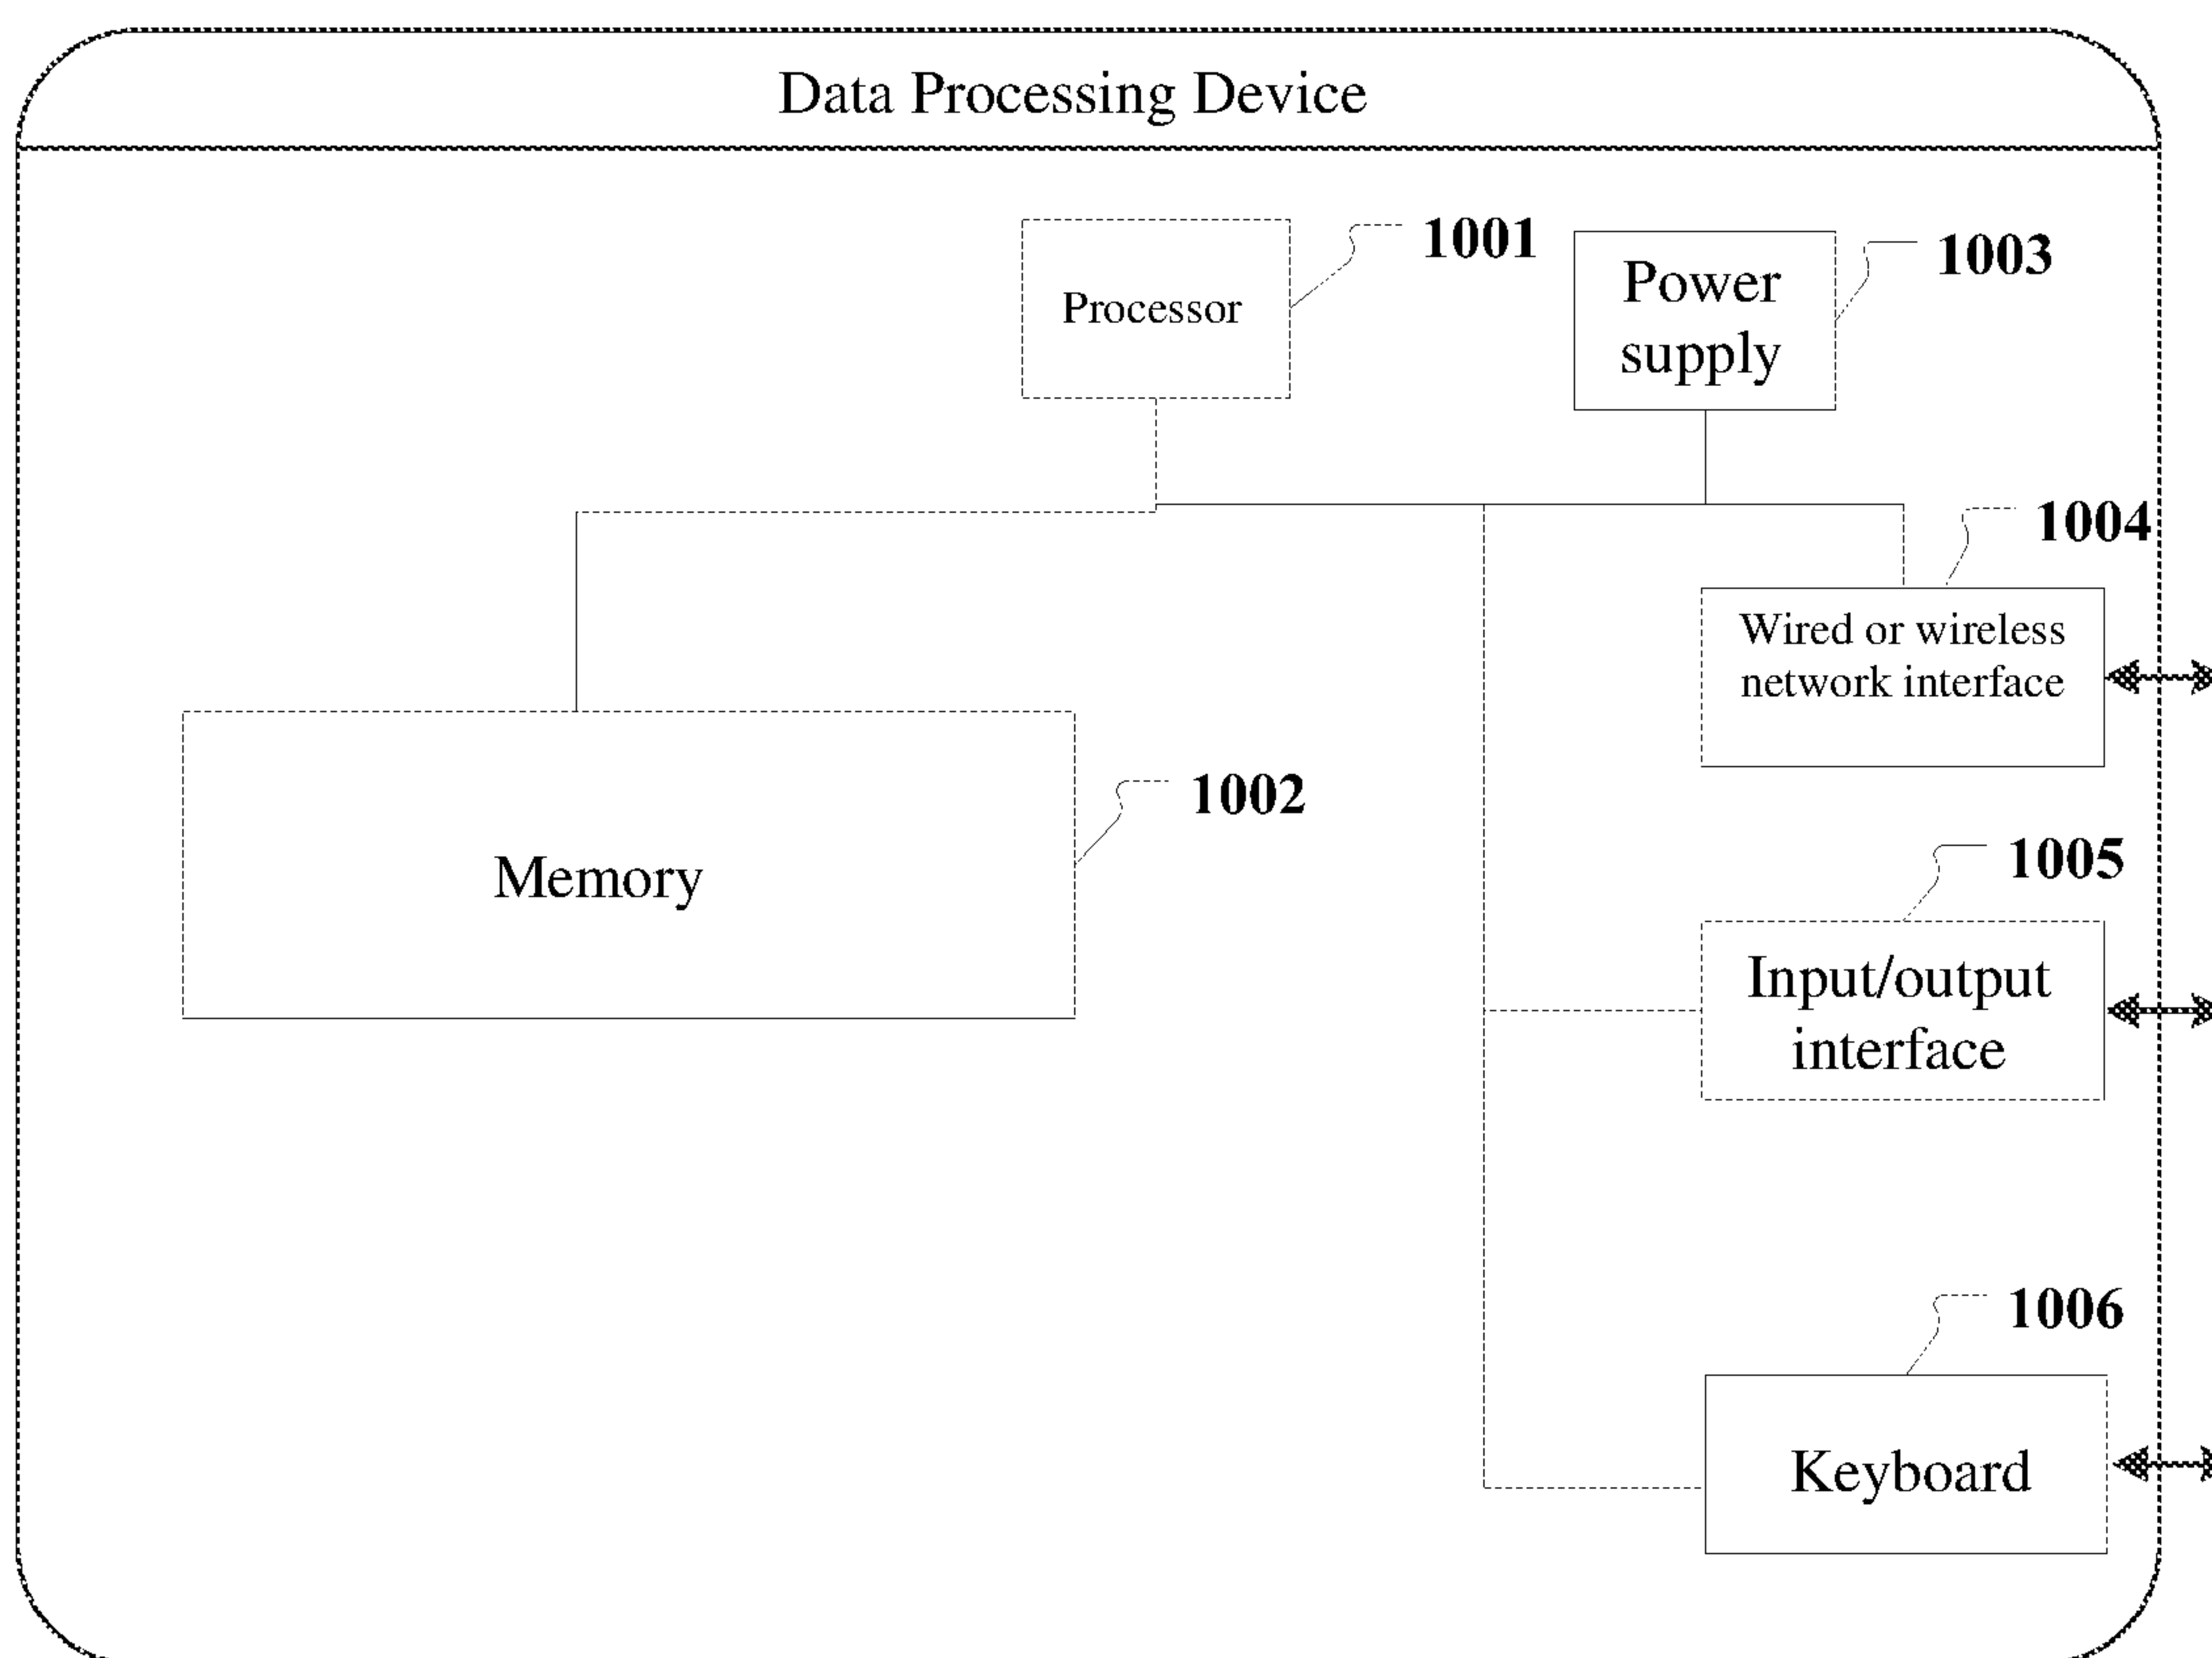 Data Processing Device
Processor
1001
Power
supply
1003
1004
Wired or wireless
network interface
1002
Memory
1005
Input/output
interface
1006
Keyboard